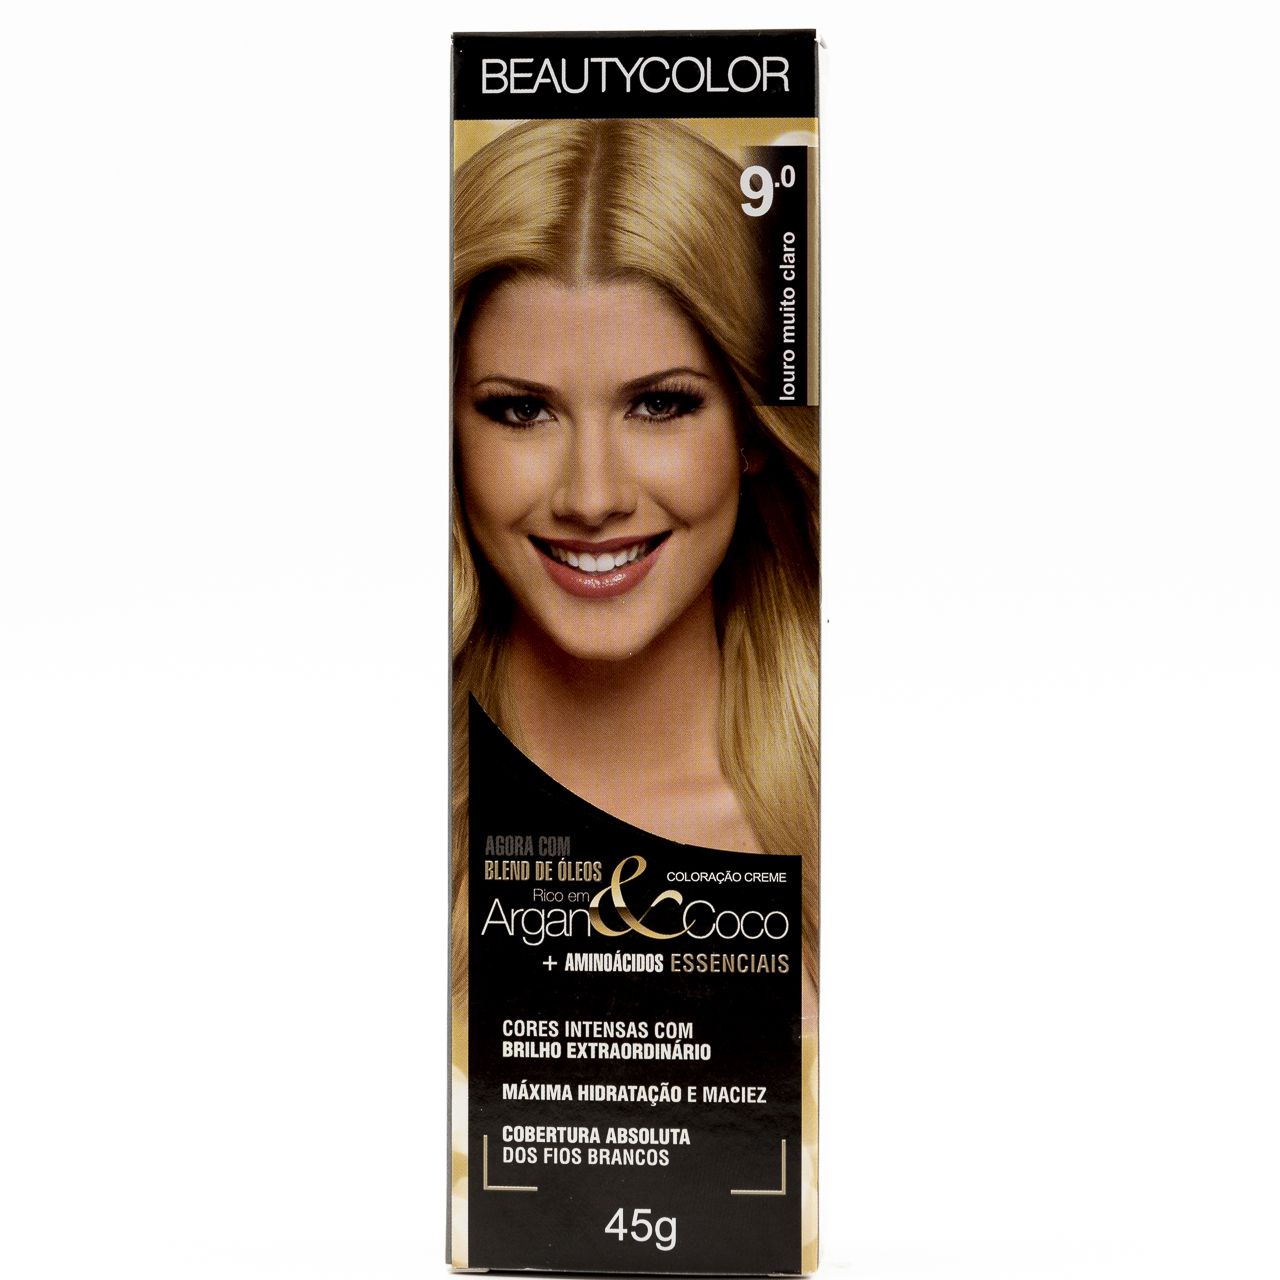 BEAUTYCOLOR
9.0
louro muito claro
AGORA COM
BLEND DE ÓLEOS
COLORAÇÃO CREME
Rico em
Argan & Coco
+ AMINOÁCIDOS ESSENCIAIS
CORES INTENSAS COM
BRILHO EXTRAORDINÁRIO
MÁXIMA HIDRATAÇÃO E MACIEZ
COBERTURA ABSOLUTA
DOS FIOS BRANCOS
45g